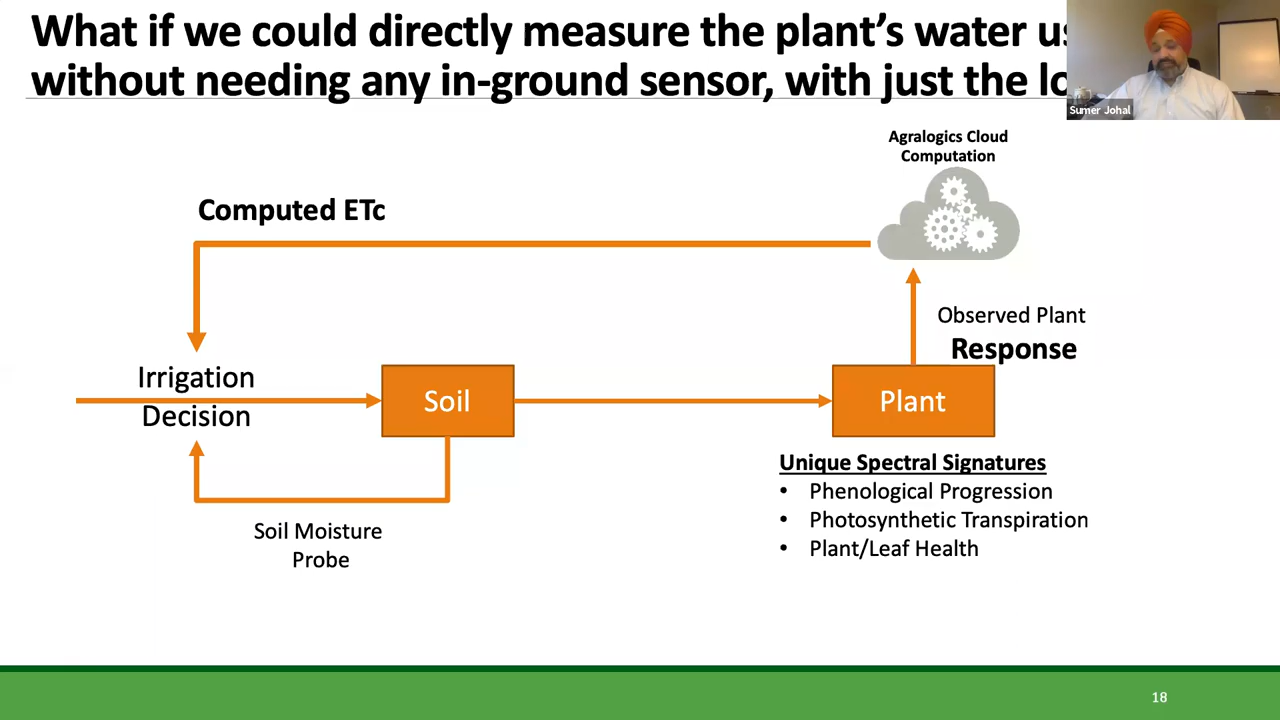 What if we could directly measure the plant's water
without needing any in-ground sensor, with just the
Sumer Johal
Agralogics Cloud
Computation
Computed ETc
Observed Plant
Response
Irrigation
Decision
Soil
Plant
Unique Spectral Signatures
• Phenological Progression
• Photosynthetic Transpiration
• Plant/Leaf Health
Soil Moisture
Probe
18